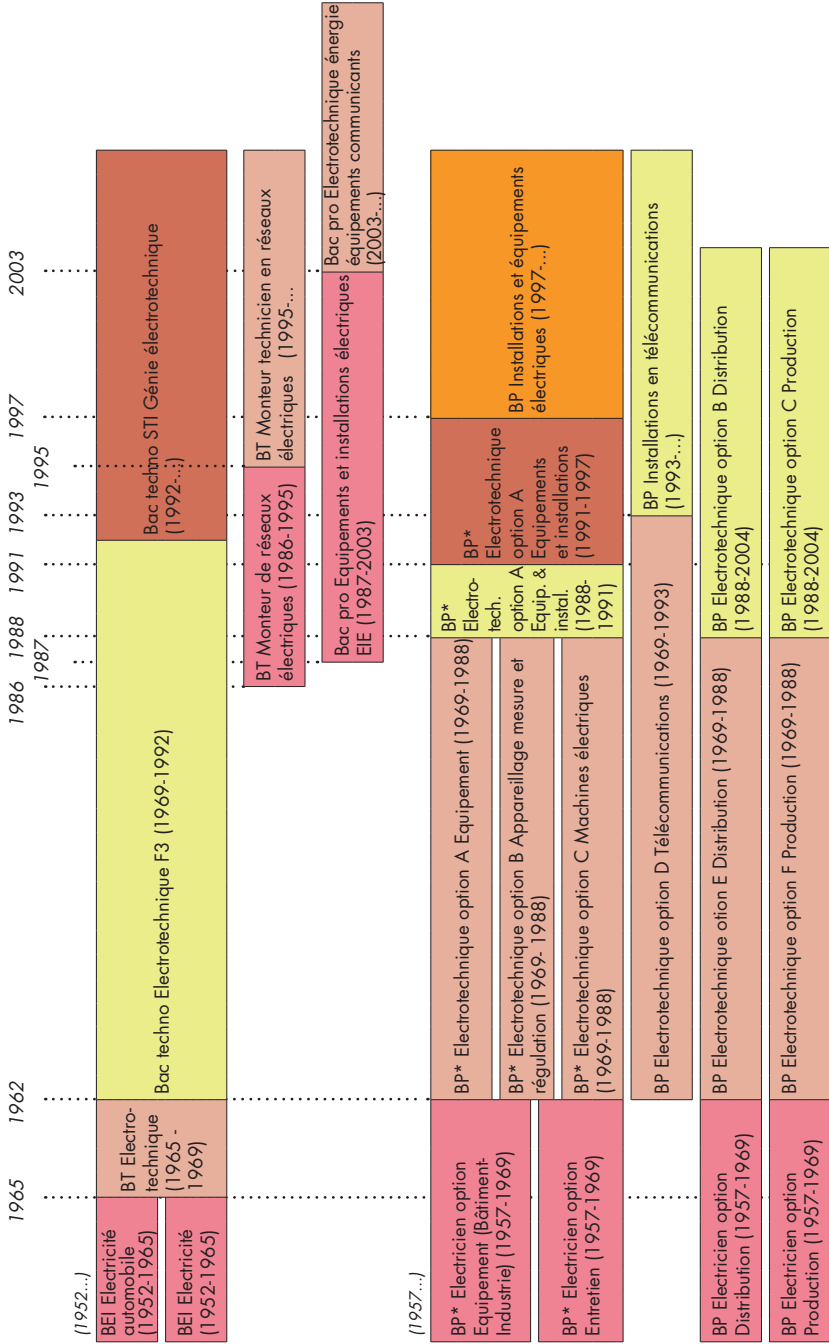 (1952...)
1965
1962
1986
1987
1988
1991
1993
1995
1997
2003
BEI Electricité
automobile
(1952-1965)
BEI Electricité
(1952-1965)
BT Electro-
technique
(1965 -
1969)
Bac techno Electrotechnique F3 (1969-1992)
Bac techno STI Génie électrotechnique
(1992-...)
BT Monteur de réseaux
électriques (1986-1995)
BT Monteur technicien en réseaux
électriques (1995-...
Bac pro Equipements et installations électriques
EIE (1987-2003)
Bac pro Electrotechnique énergie
équipements communicants
(2003-...)
(1957...)
BP* Electricien option
Equipement (Bâtiment-
Industrie) (1957-1969)
BP* Electricien option
Entretien (1957-1969)
BP* Electrotechnique option A Equipement (1969-1988)
BP* Electrotechnique option B Appareillage mesure et
régulation (1969- 1988)
BP* Electrotechnique option C Machines électriques
(1969-1988)
BP*
Electro-
tech.
option A
Equip. &
instal.
(1988-
1991)
BP*
Electrotechnique
option A
Equipements
et installations
(1991-1997)
BP Installations et équipements
électriques (1997-...)
BP Electrotechnique option D Télécommunications (1969-1993)
BP Installations en télécommunications
(1993-...)
BP Electricien option
Distribution (1957-1969)
BP Electrotechnique otion E Distribution (1969-1988)
BP Electrotechnique option B Distribution
(1988-2004)
BP Electricien option
Production (1957-1969)
BP Electrotechnique option F Production (1969-1988)
BP Electrotechnique option C Production
(1988-2004)